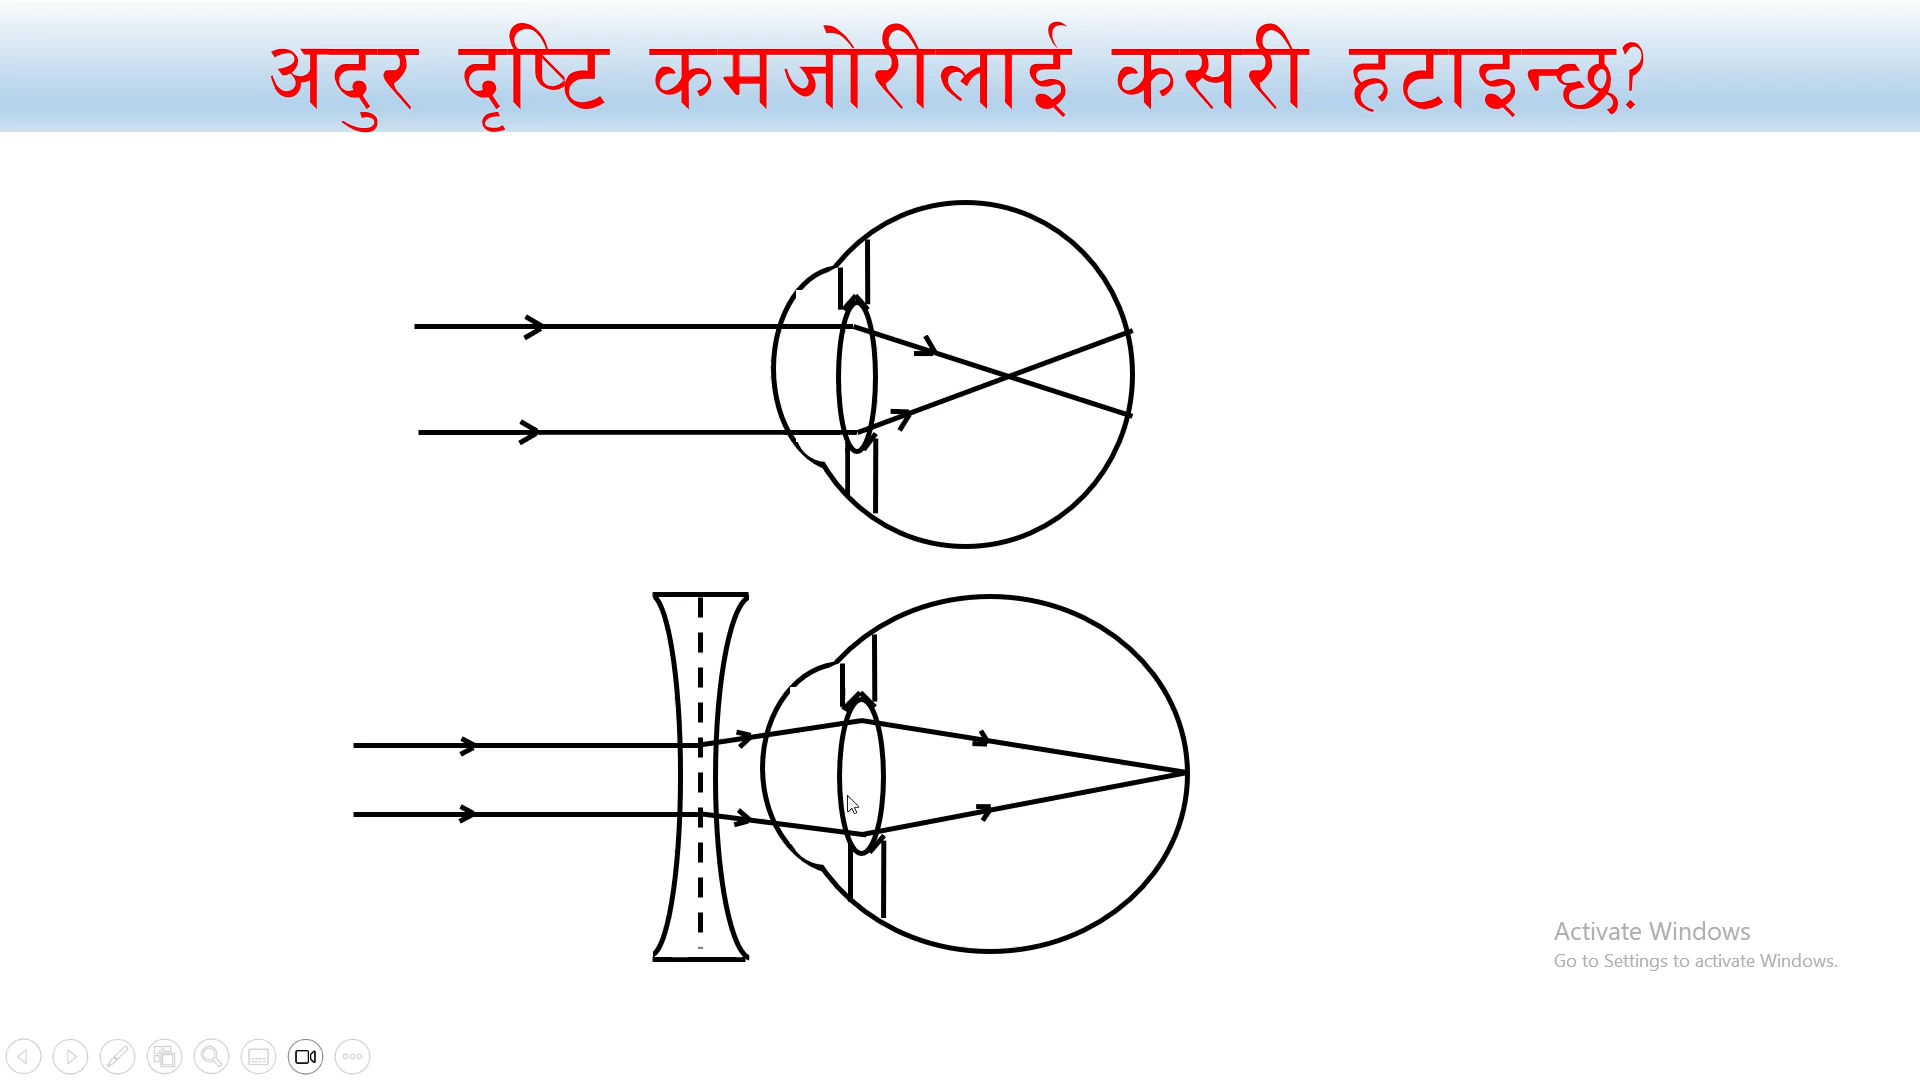 अदुर दृष्टि कमजोरीलाई कसरी हटाइन्छ?
Activate Windows
Go to Settings to activate Windows.